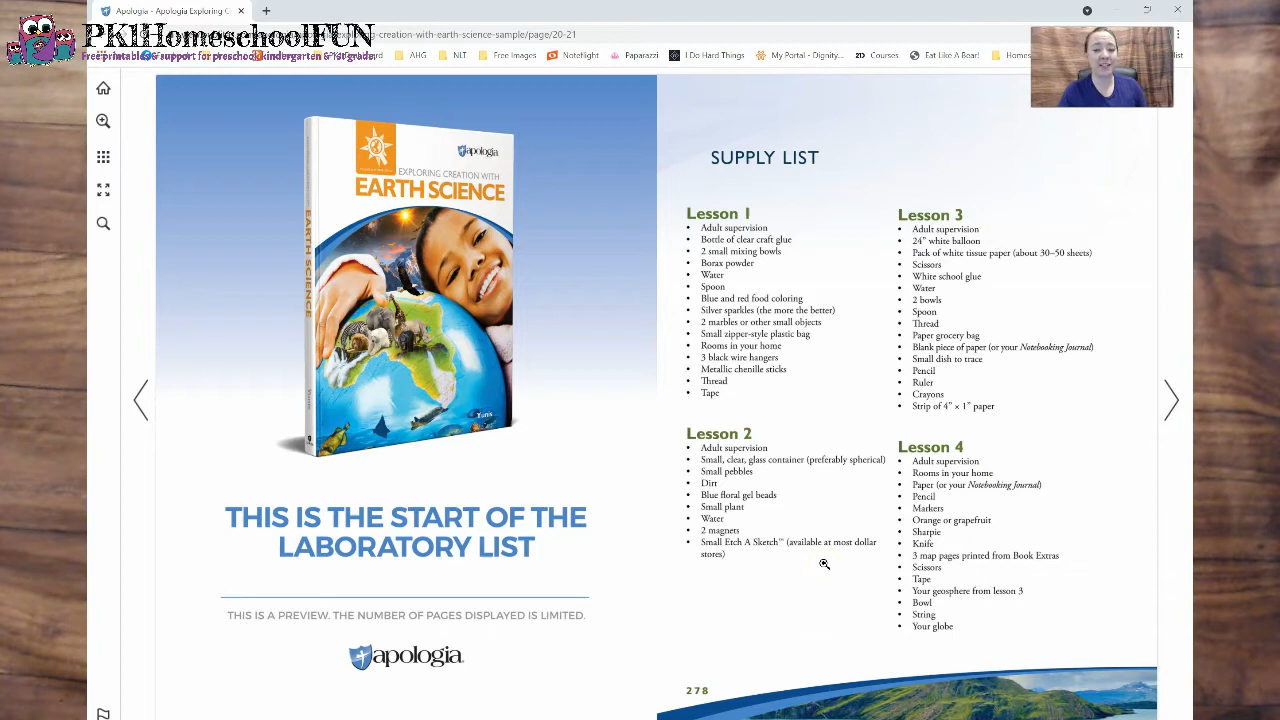 Apologia - Apologia Exploring C
PK1HomeschoolFUN
Free printables & support for preschool, kindergarten & 1st grade.
exploring-creation-with-earth-science-sample/page/20-21
AHG
NLT
Free Images
Noteflight
Paparazzi
I Do Hard Things
My Portal - Dignity...
2D Courses
Eat Like A Bear!
Homes
list
apologia
EXPLORING CREATION WITH
EARTH SCIENCE
EARTH SCIENCE
Yunis
THIS IS THE START OF THE
LABORATORY LIST
THIS IS A PREVIEW. THE NUMBER OF PAGES DISPLAYED IS LIMITED.
apologia
SUPPLY LIST
Lesson 1
• Adult supervision
• Bottle of clear craft glue
• 2 small mixing bowls
• Borax powder
• Water
• Spoon
• Blue and red food coloring
• Silver sparkles (the more the better)
• 2 marbles or other small objects
• Small zipper-style plastic bag
• Rooms in your home
• 3 black wire hangers
• Metallic chenille sticks
• Thread
• Tape
Lesson 2
• Adult supervision
• Small, clear, glass container (preferably spherical)
• Small pebbles
• Dirt
• Blue floral gel beads
• Small plant
• Water
• 2 magnets
• Small Etch A Sketch™ (available at most dollar
stores)
Lesson 3
• Adult supervision
• 24" white balloon
• Pack of white tissue paper (about 30–50 sheets)
• Scissors
• White school glue
• Water
• 2 bowls
• Spoon
• Thread
• Paper grocery bag
• Blank piece of paper (or your Notebooking Journal)
• Small dish to trace
• Pencil
• Ruler
• Crayons
• Strip of 4" × 1" paper
Lesson 4
• Adult supervision
• Rooms in your home
• Paper (or your Notebooking Journal)
• Pencil
• Markers
• Orange or grapefruit
• Sharpie
• Knife
• 3 map pages printed from Book Extras
• Scissors
• Tape
• Your geosphere from lesson 3
• Bowl
• String
• Your globe
278